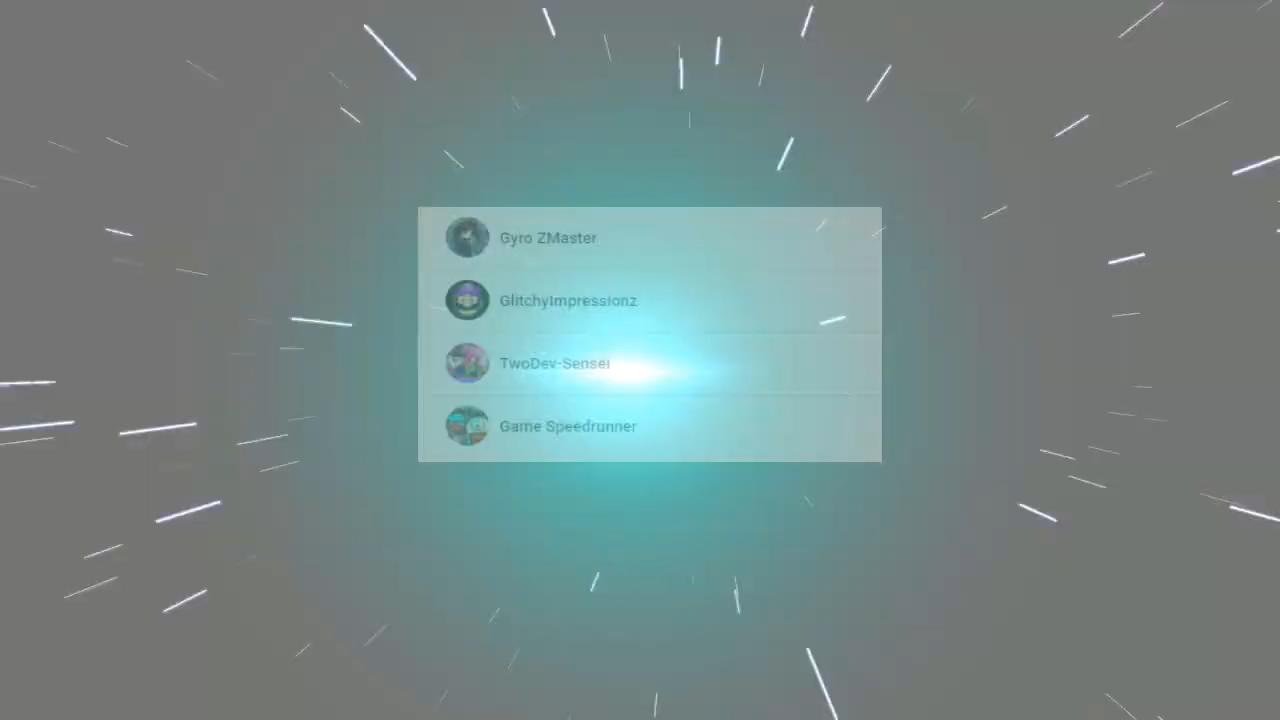 Gyro ZMaster
GlitchyImpressionz
TwoDev-Sensei
Game Speedrunner